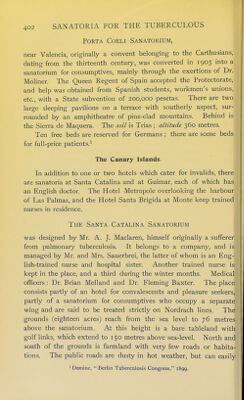 402 SANATORIA FOR THE TUBERCULOUS
PORTA COELI SANATORIUM,
near Valencia, originally a convent belonging to the Carthusians,
dating from the thirteenth century, was converted in 1903 into a
sanatorium for consumptives, mainly through the exertions of Dr.
Moliner. The Queen Regent of Spain accepted the Protectorate,
and help was obtained from Spanish students, workmen's unions,
etc., with a State subvention of 200,000 pesetas. There are two
large sleeping pavilions on a terrace with southerly aspect, sur-
rounded by an amphitheatre of pine-clad mountains. Behind is
the Sierra de Maquera. The soil is Trias; altitude 360 metres.
Ten free beds are reserved for Germans; there are some beds
for full-price patients.¹
The Canary Islands.
In addition to one or two hotels which cater for invalids, there
are sanatoria at Santa Catalina and at Guimar, each of which has
an English doctor. The Hotel Metropole overlooking the harbour
of Las Palmas, and the Hotel Santa Brigida at Monte keep trained
nurses in residence.
THE SANTA CATALINA SANATORIUM
was designed by Mr. A. J. Maclaren, himself originally a sufferer
from pulmonary tuberculosis. It belongs to a company, and is
managed by Mr. and Mrs. Sauerbrei, the latter of whom is an Eng-
lish-trained nurse and hospital sister. Another trained nurse is
kept in the place, and a third during the winter months. Medical
officers: Dr. Brian Melland and Dr. Fleming Baxter. The place
consists partly of an hotel for convalescents and pleasure seekers,
partly of a sanatorium for consumptives who occupy a separate
wing and are said to be treated strictly on Nordrach lines. The
grounds (eighteen acres) reach from the sea level to 76 metres
above the sanatorium. At this height is a bare tableland with
golf links, which extend to 150 metres above sea-level. North and
south of the grounds is farmland with very few roads or habita-
tions. The public roads are dusty in hot weather, but can easily
¹ Domine, "Berlin Tuberculosis Congress," 1899.